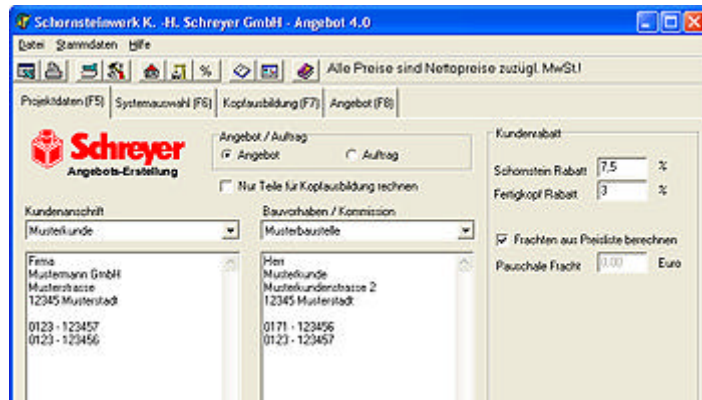 Schornsteinwerk K. -H. Schreyer GmbH - Angebot 4.0
Datei Stammdaten Hilfe
% Alle Preise sind Nettopreise zuzügl. MwSt.!
Projektdaten (F5) Systemauswahl (F6) Kopfausbildung (F7) Angebot (F8)
Schreyer
Angebots-Erstellung
Angebot / Auftrag
Angebot Auftrag
Nur Teile für Kopfausbildung rechnen
Kundenanschrift
Musterkunde
Firma
Mustermann GmbH
Musterstrasse
12345 Musterstadt
0123 - 123457
0123 - 123456
Bauvorhaben / Kommission
Musterbaustelle
Herr
Musterkunde
Musterkundenstrasse 2
12345 Musterstadt
0171 - 123456
0123 - 123457
Kundenrabatt
Schornstein Rabatt 7,5 %
Fertigkopf Rabatt 3 %
Frachten aus Preisliste berechnen
Pauschale Fracht 0,00 Euro